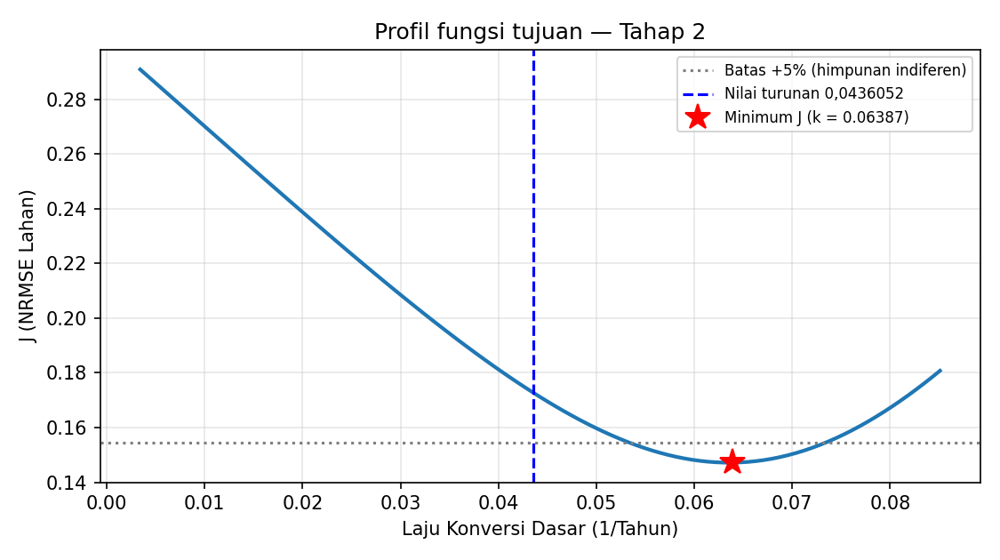 Profil fungsi tujuan — Tahap 2
Batas +5% (himpunan indiferen)
Nilai turunan 0,0436052
Minimum J (k = 0.06387)
J (NRMSE Lahan)
0.28
0.26
0.24
0.22
0.20
0.18
0.16
0.14
0.00 0.01 0.02 0.03 0.04 0.05 0.06 0.07 0.08
Laju Konversi Dasar (1/Tahun)